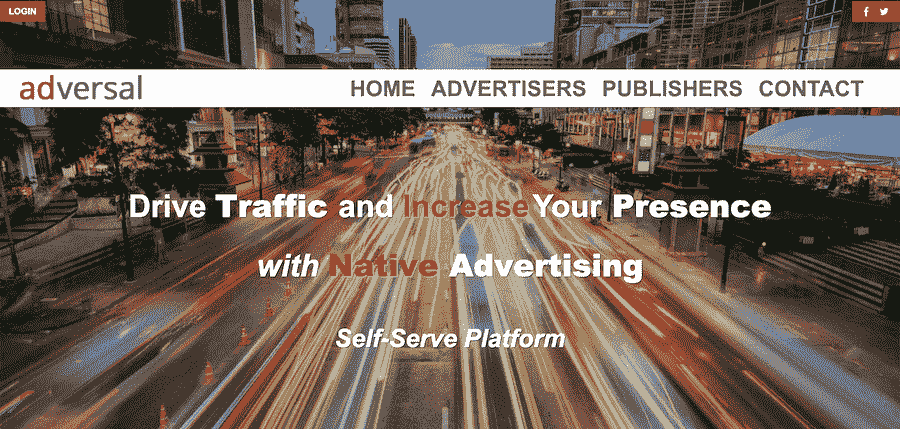 LOGIN
adversal
HOME ADVERTISERS PUBLISHERS CONTACT
Drive Traffic and Increase Your Presence
with Native Advertising
Self-Serve Platform